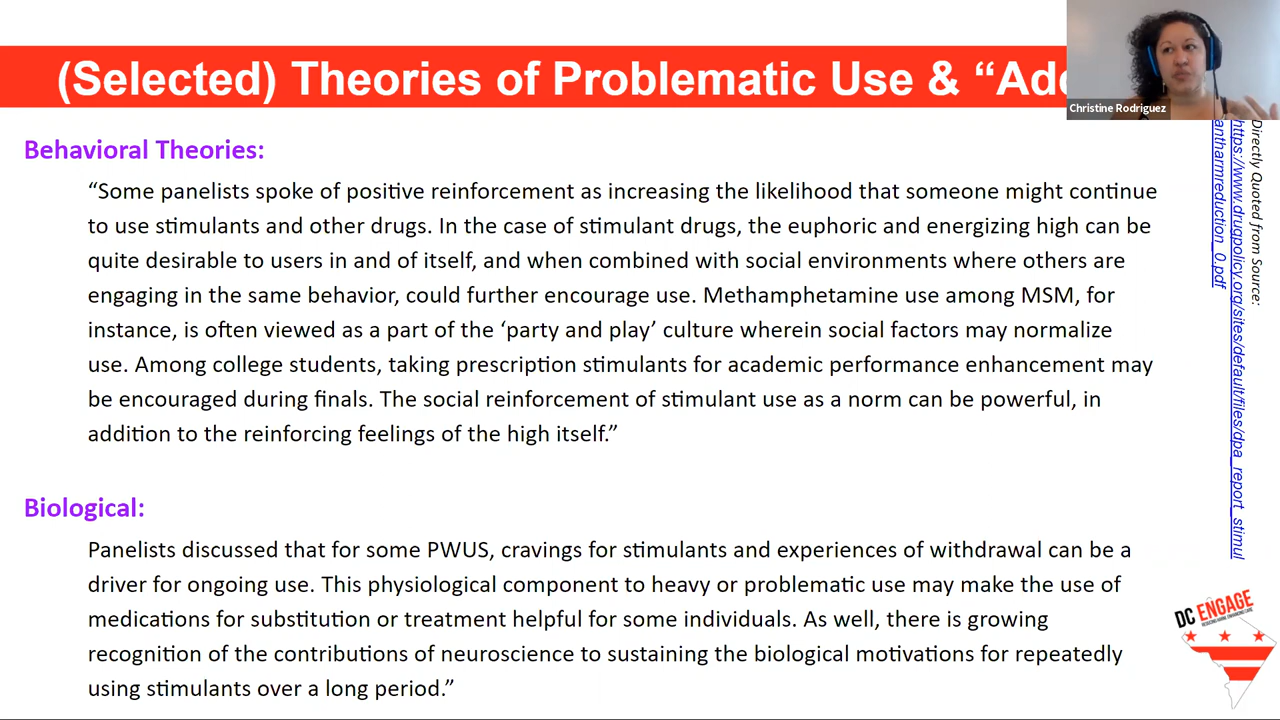 (Selected) Theories of Problematic Use & “Add
Christine Rodriguez
Behavioral Theories:
“Some panelists spoke of positive reinforcement as increasing the likelihood that someone might continue
to use stimulants and other drugs. In the case of stimulant drugs, the euphoric and energizing high can be
quite desirable to users in and of itself, and when combined with social environments where others are
engaging in the same behavior, could further encourage use. Methamphetamine use among MSM, for
instance, is often viewed as a part of the ‘party and play’ culture wherein social factors may normalize
use. Among college students, taking prescription stimulants for academic performance enhancement may
be encouraged during finals. The social reinforcement of stimulant use as a norm can be powerful, in
addition to the reinforcing feelings of the high itself.”
Biological:
Panelists discussed that for some PWUS, cravings for stimulants and experiences of withdrawal can be a
driver for ongoing use. This physiological component to heavy or problematic use may make the use of
medications for substitution or treatment helpful for some individuals. As well, there is growing
recognition of the contributions of neuroscience to sustaining the biological motivations for repeatedly
using stimulants over a long period.”
Directly Quoted from Source:
https://www.drugpolicy.org/sites/default/files/dpa_report_stimul
antharmreduction_0.pdf
DC ENGAGE